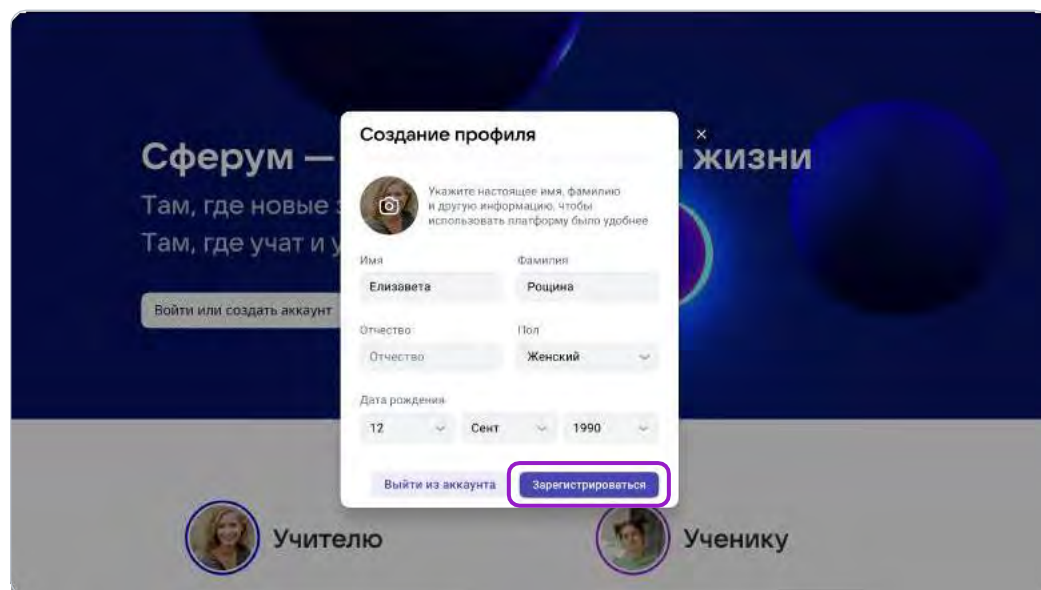 Создание профиля
Сферум — жизни
Укажите настоящее имя, фамилию
и другую информацию, чтобы
использовать платформу было удобнее
Там, где новые
Там, где учат и у
Имя Фамилия
Елизавета Рощина
Войти или создать аккаунт
Отчество Пол
Отчество Женский
Дата рождения
12 Сент 1990
Выйти из аккаунта Зарегистрироваться
Учителю Ученику